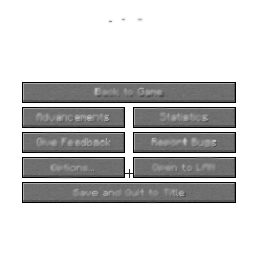 Back to Game
Advancements Statistics
Give Feedback Report Bugs
Options... Open to LAN
Save and Quit to Title